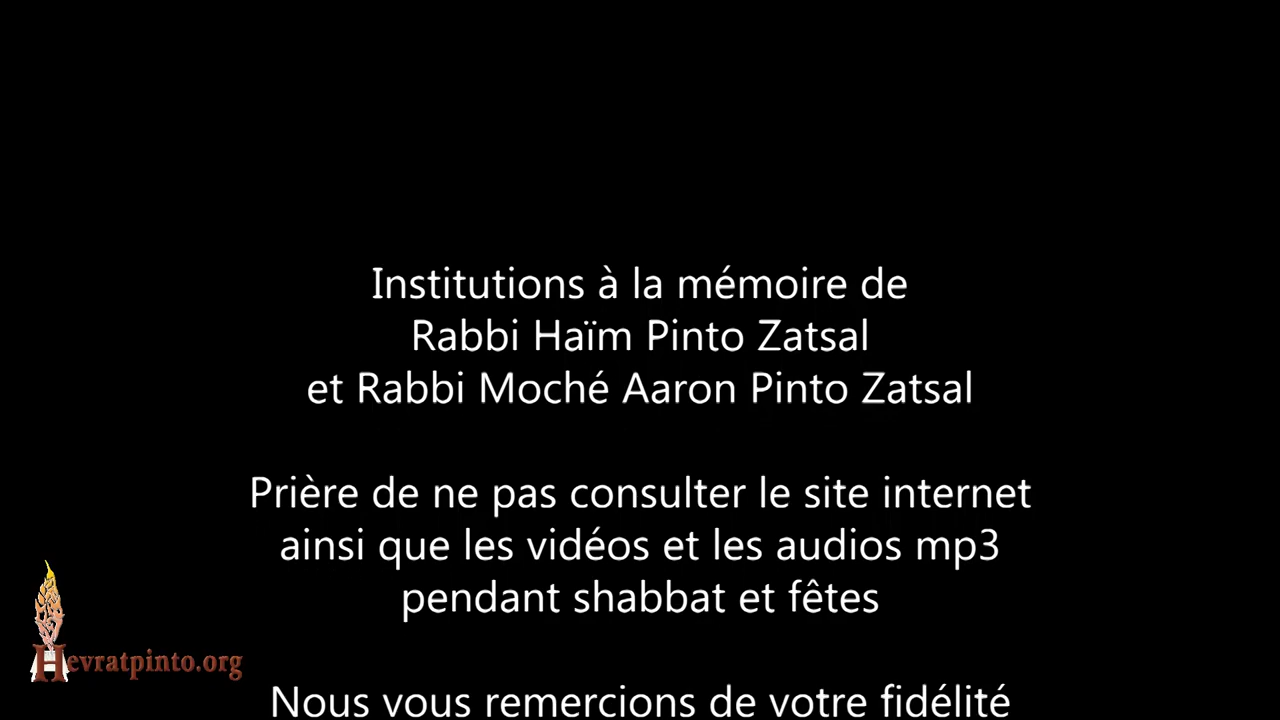 Institutions à la mémoire de
Rabbi Haïm Pinto Zatsal
et Rabbi Moché Aaron Pinto Zatsal
Prière de ne pas consulter le site internet
ainsi que les vidéos et les audios mp3
pendant shabbat et fêtes
Hevratpinto.org
Nous vous remercions de votre fidélité